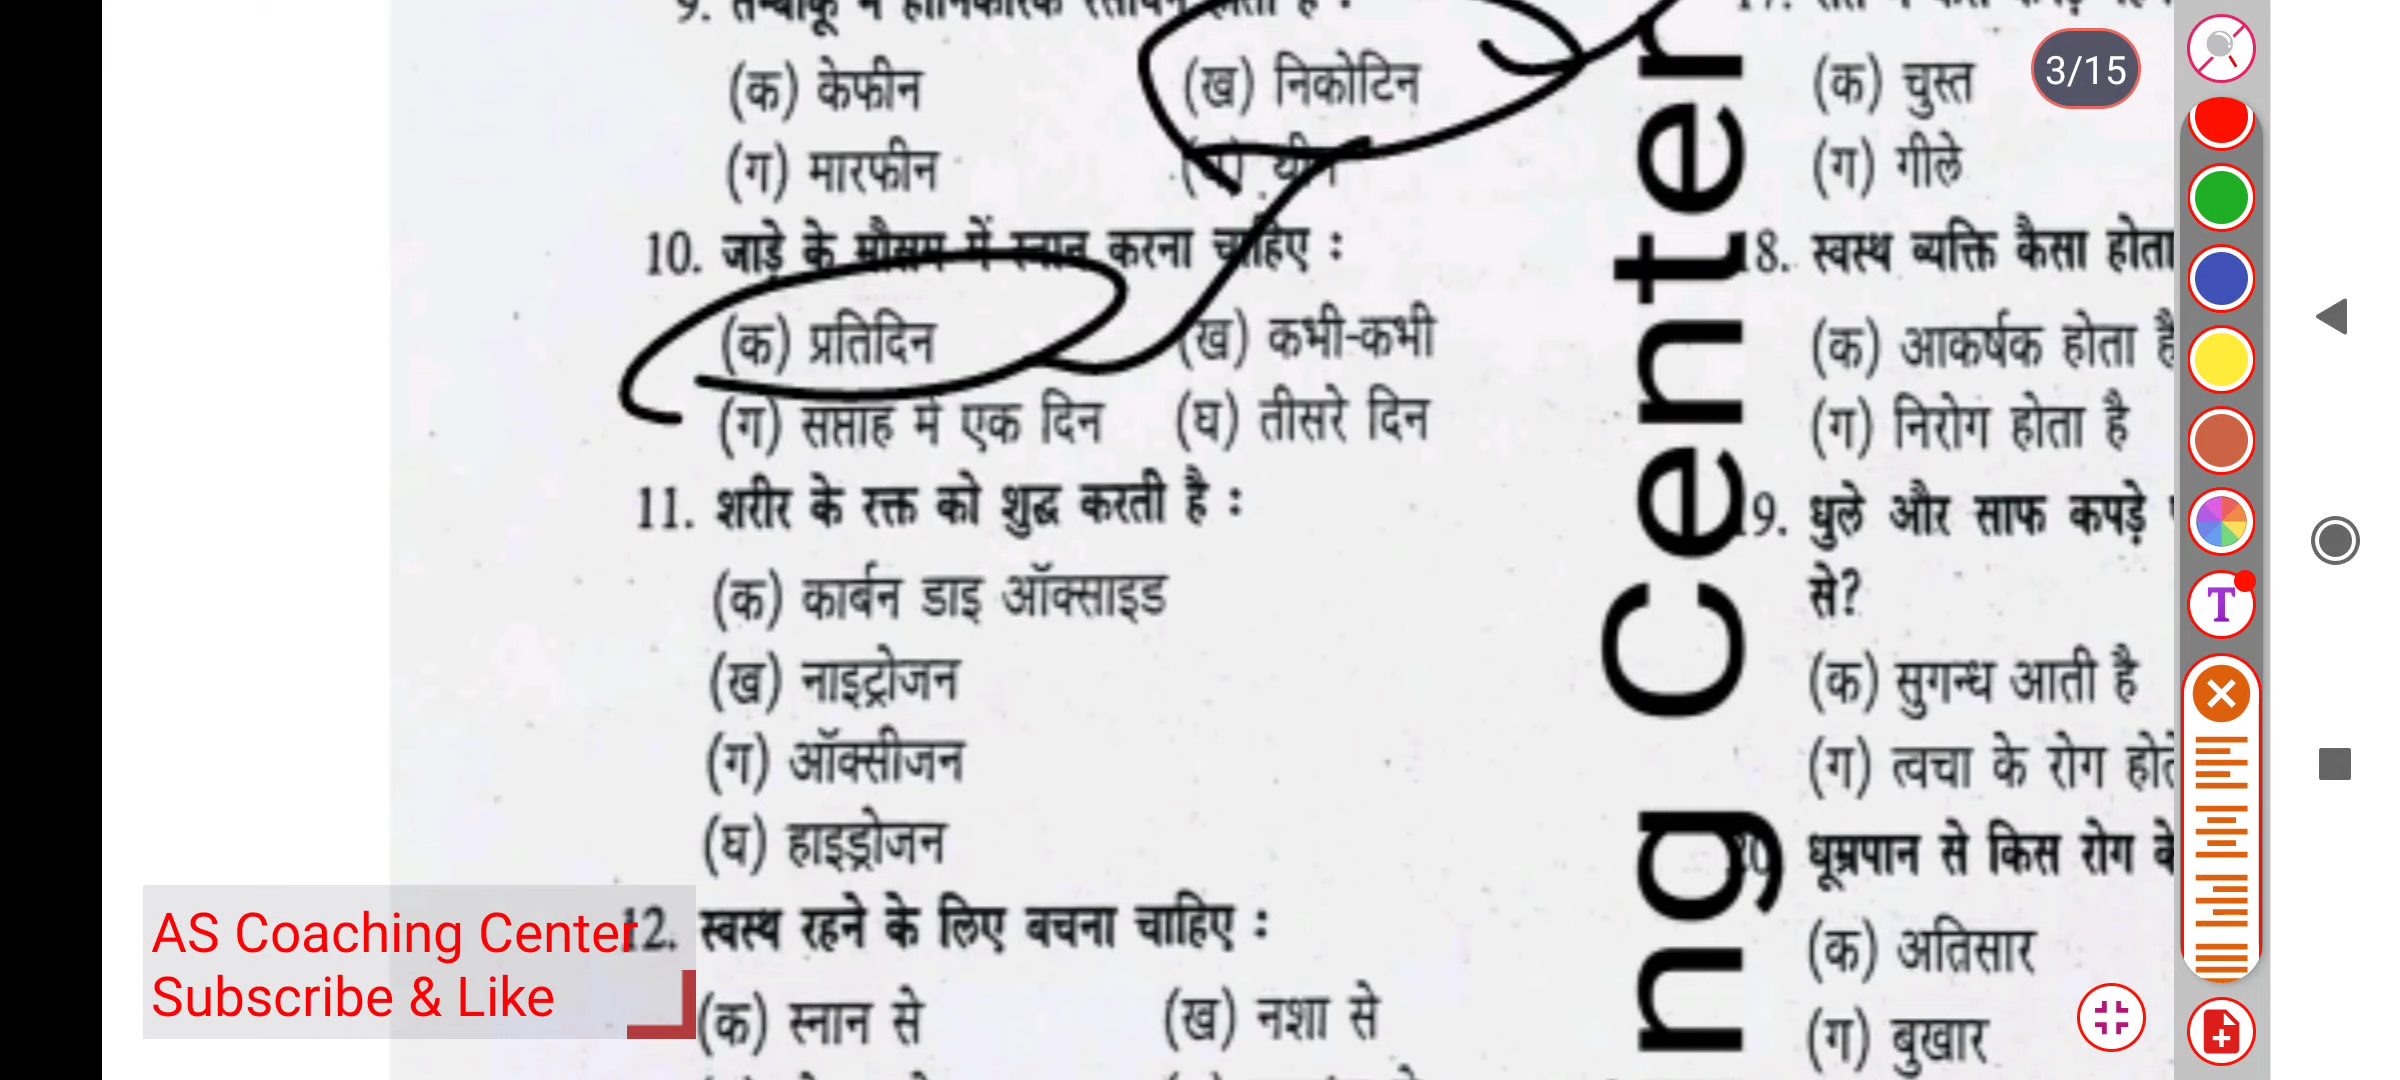 (क) केफीन (ख) निकोटिन
(ग) मारफीन
10. जाड़े के मौसम में स्नान करना चाहिए :
(क) प्रतिदिन (ख) कभी-कभी
(ग) सप्ताह में एक दिन (घ) तीसरे दिन
11. शरीर के रक्त को शुद्ध करती है :
(क) कार्बन डाइ ऑक्साइड
(ख) नाइट्रोजन
(ग) ऑक्सीजन
(घ) हाइड्रोजन
12. स्वस्थ रहने के लिए बचना चाहिए :
(क) स्नान से (ख) नशा से
AS Coaching Center
Subscribe & Like
ng Center
(क) चुस्त
(ग) गीले
18. स्वस्थ व्यक्ति कैसा होता
(क) आकर्षक होता है
(ग) निरोग होता है
19. धुले और साफ कपड़े
से?
(क) सुगन्ध आती है
(ग) त्वचा के रोग होते
20. धूम्रपान से किस रोग के
(क) अतिसार
(ग) बुखार
3/15
T